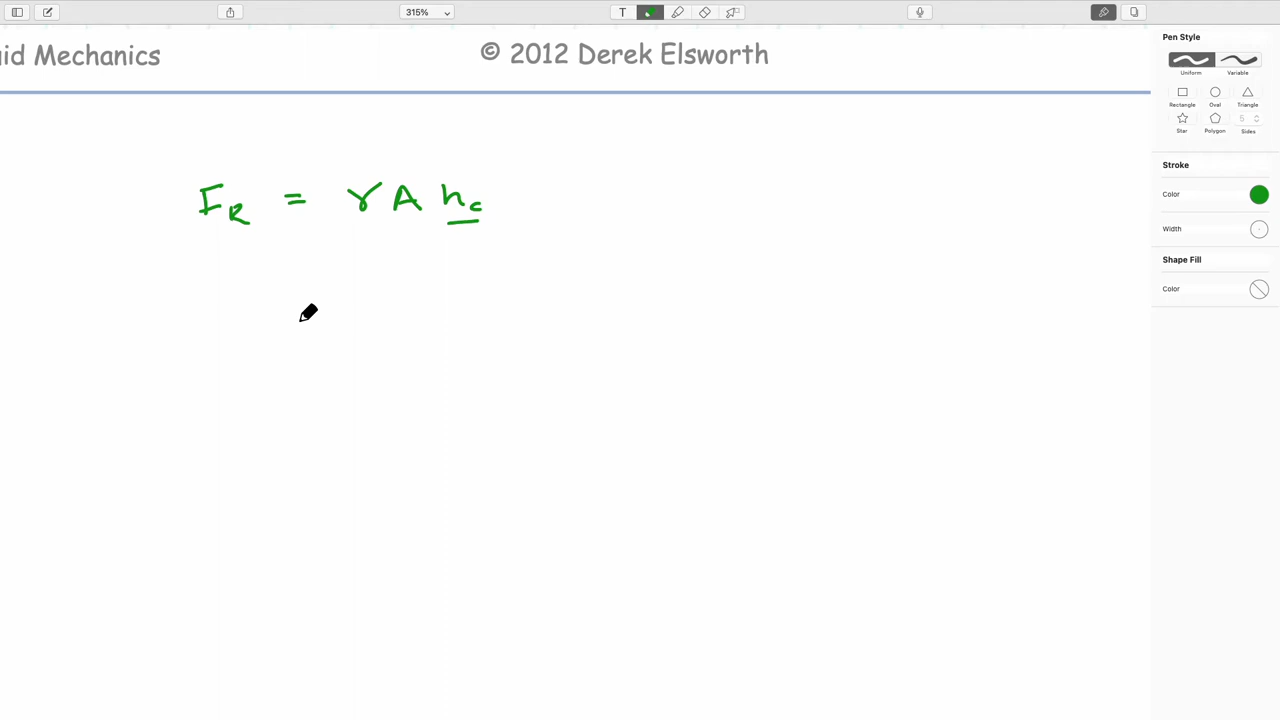 315%
T
Pen Style
id Mechanics
© 2012 Derek Elsworth
Uniform
Variable
Rectangle
Oval
Triangle
Star
Polygon
5
Sides
Stroke
Color
Width
Shape Fill
Color
F_R = γ A h_c